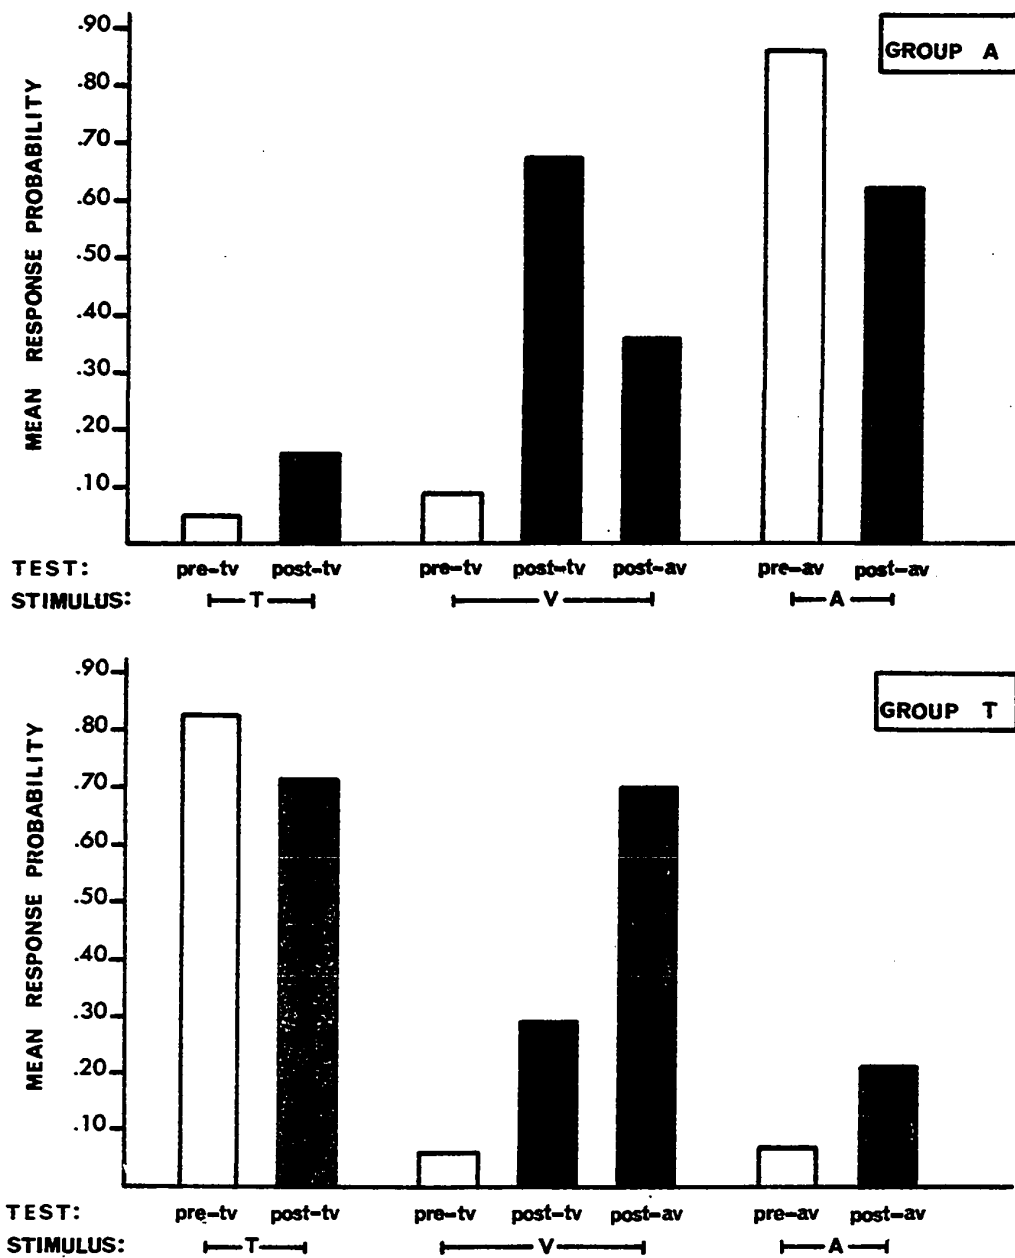 GROUP A
MEAN RESPONSE PROBABILITY
.90
.80
.70
.60
.50
.40
.30
.20
.10
TEST: pre-tv post-tv pre-tv post-tv post-av pre-av post-av
STIMULUS: T V A
GROUP T
MEAN RESPONSE PROBABILITY
.90
.80
.70
.60
.50
.40
.30
.20
.10
TEST: pre-tv post-tv pre-tv post-tv post-av pre-av post-av
STIMULUS: T V A